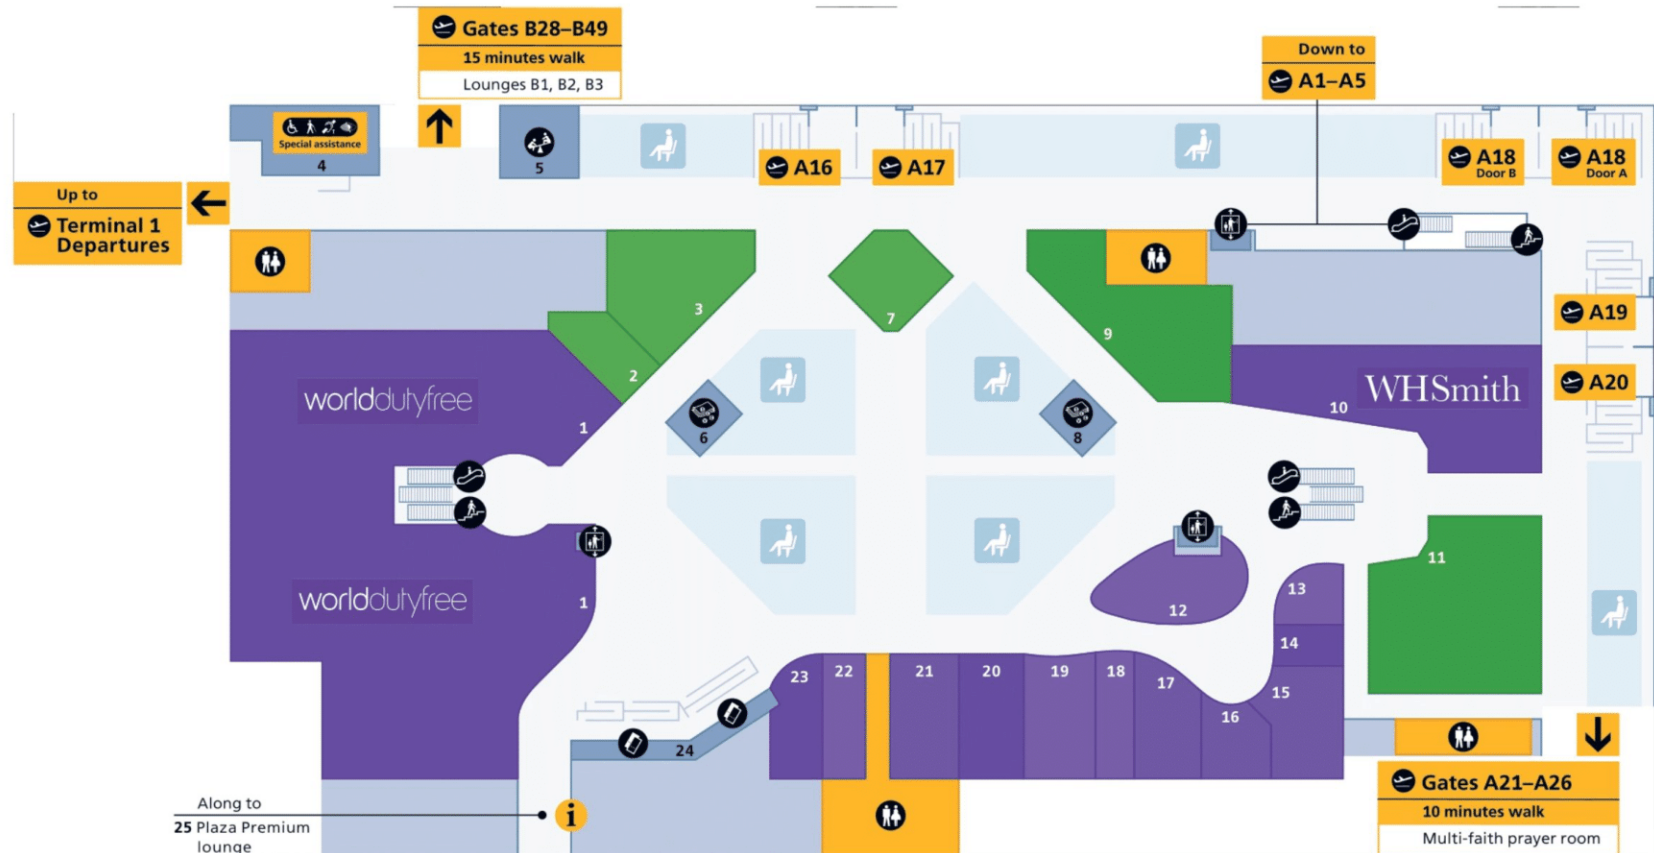 Gates B28–B49
15 minutes walk
Lounges B1, B2, B3
Down to
A1–A5
Special assistance
4
5
A16
A17
A18
Door B
A18
Door A
Up to
Terminal 1
Departures
3
7
9
A19
2
worlddutyfree
1
6
8
10
WHSmith
A20
worlddutyfree
1
11
12
13
14
15
16
17
18
19
20
21
22
23
24
Along to
25 Plaza Premium
lounge
i
Gates A21–A26
10 minutes walk
Multi-faith prayer room